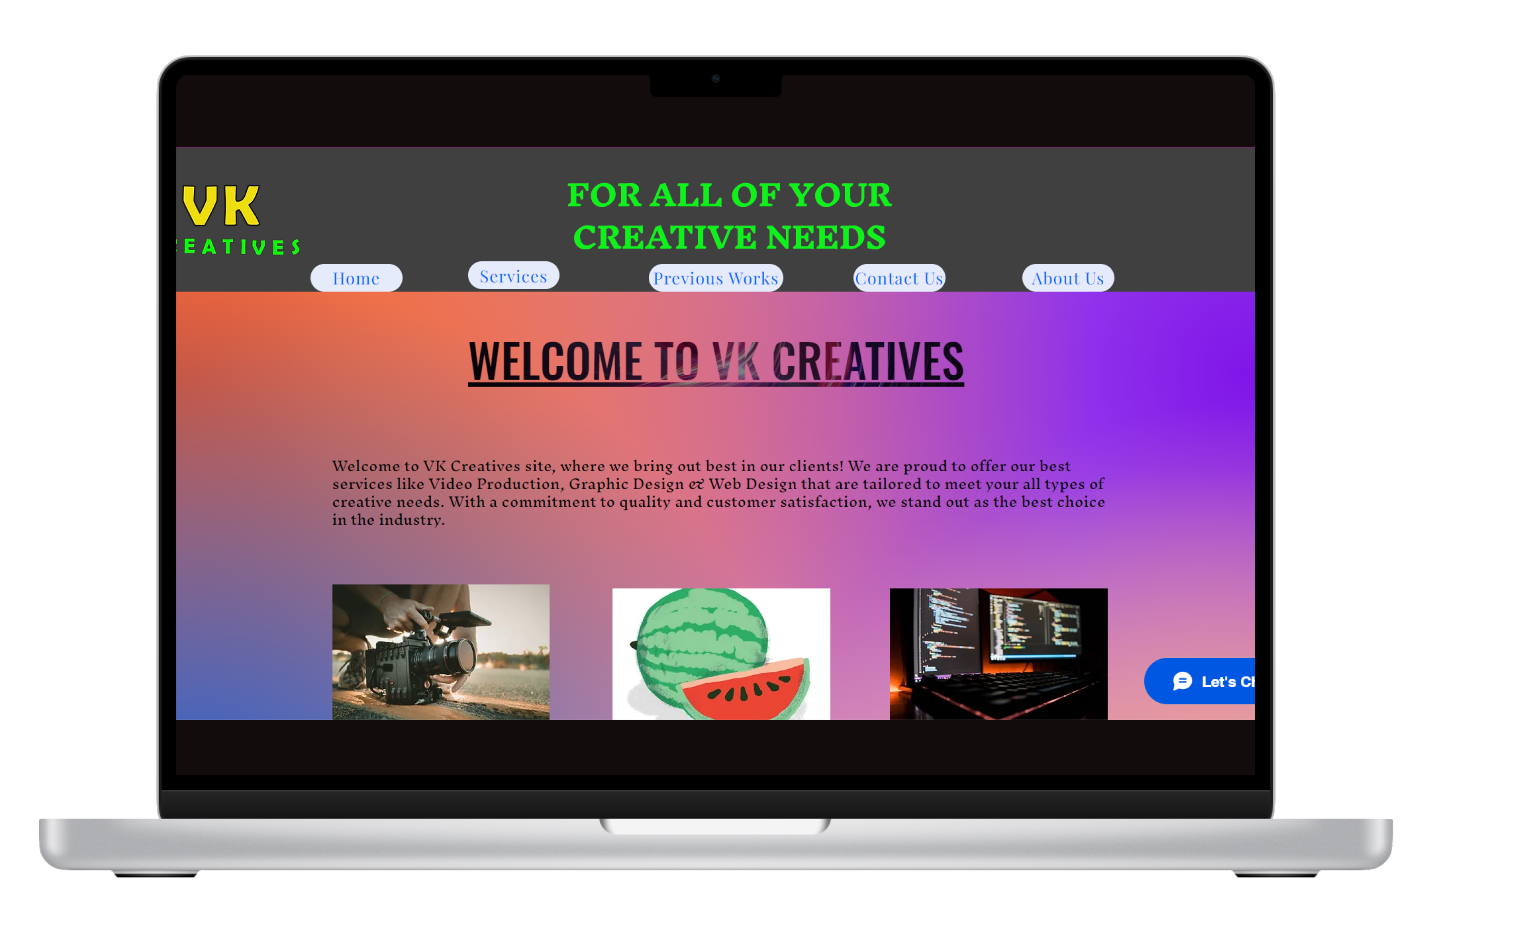 VK
EATIVES
FOR ALL OF YOUR
CREATIVE NEEDS
Home
Services
Previous Works
Contact Us
About Us
WELCOME TO VK CREATIVES
Welcome to VK Creatives site, where we bring out best in our clients! We are proud to offer our best
services like Video Production, Graphic Design & Web Design that are tailored to meet your all types of
creative needs. With a commitment to quality and customer satisfaction, we stand out as the best choice
in the industry.
Let's